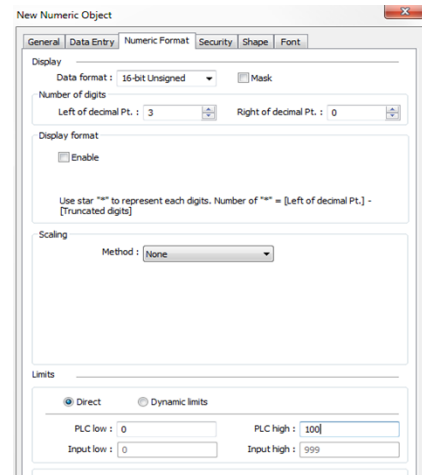 New Numeric Object
General Data Entry Numeric Format Security Shape Font
Display
Data format : 16-bit Unsigned Mask
Number of digits
Left of decimal Pt. : 3 Right of decimal Pt. : 0
Display format
Enable
Use star "*" to represent each digits. Number of "*" = [Left of decimal Pt.] -
[Truncated digits]
Scaling
Method : None
Limits
Direct Dynamic limits
PLC low : 0 PLC high : 100
Input low : 0 Input high : 999